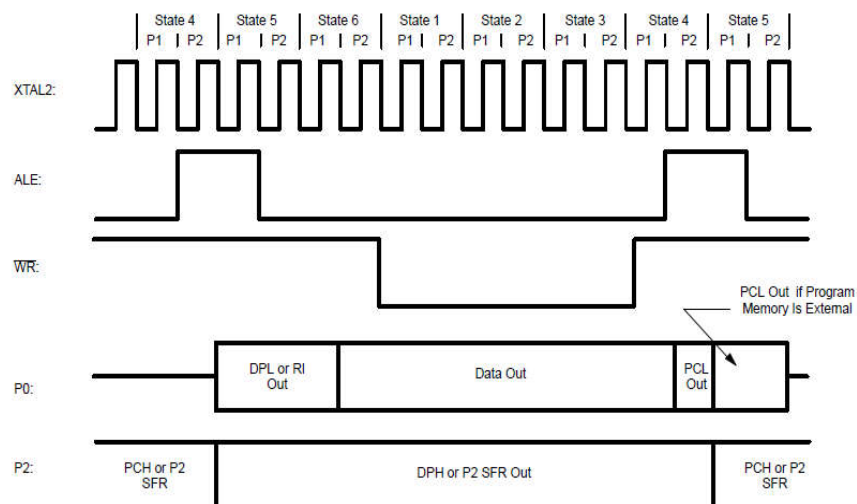 State 4 State 5 State 6 State 1 State 2 State 3 State 4 State 5
P1 P2 P1 P2 P1 P2 P1 P2 P1 P2 P1 P2 P1 P2 P1 P2
XTAL2:
ALE:
WR:
PCL Out if Program
Memory Is External
P0:
DPL or RI
Out
Data Out
PCL
Out
P2:
PCH or P2
SFR
DPH or P2 SFR Out
PCH or P2
SFR